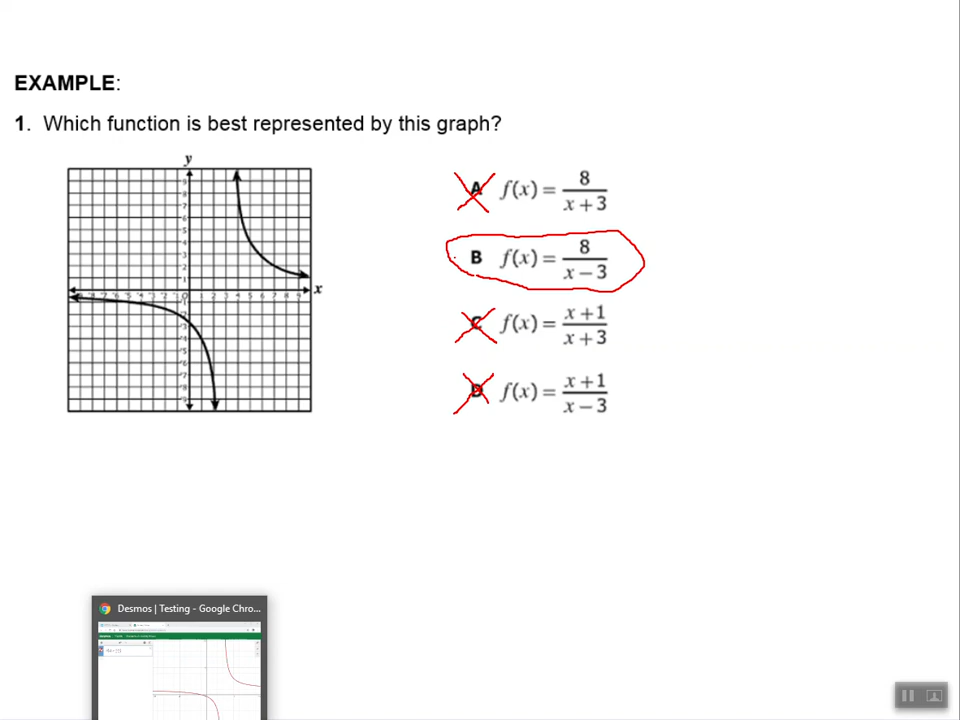 EXAMPLE:
1. Which function is best represented by this graph?
y
x
A f(x) = 8 / x + 3
B f(x) = 8 / x − 3
C f(x) = x + 1 / x + 3
D f(x) = x + 1 / x − 3
Desmos | Testing - Google Chro...